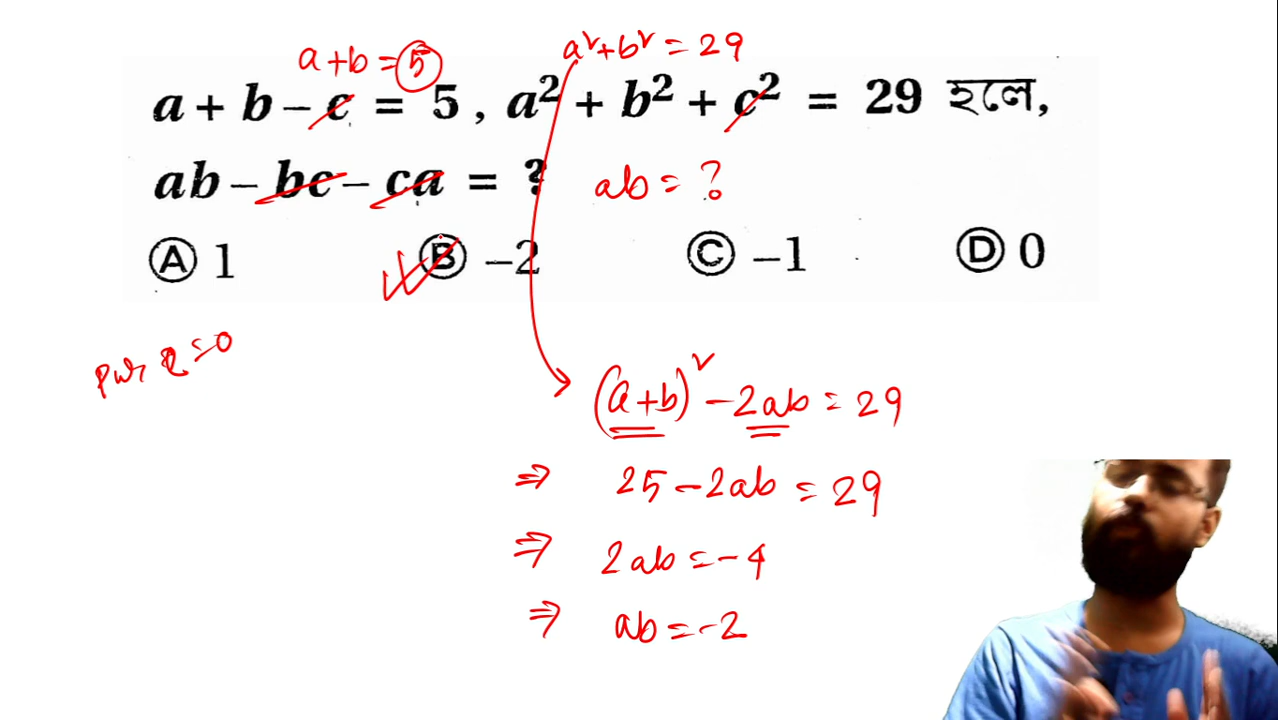 a + b = 5
a² + b² = 29
a + b − c = 5 , a² + b² + c² = 29 হলে,
ab − bc − ca = ?
ab = ?
Ⓐ 1 Ⓑ −2 Ⓒ −1 Ⓓ 0
=0
(a+b)² − 2ab = 29
⇒ 25 − 2ab = 29
⇒ 2ab = −4
⇒ ab = −2